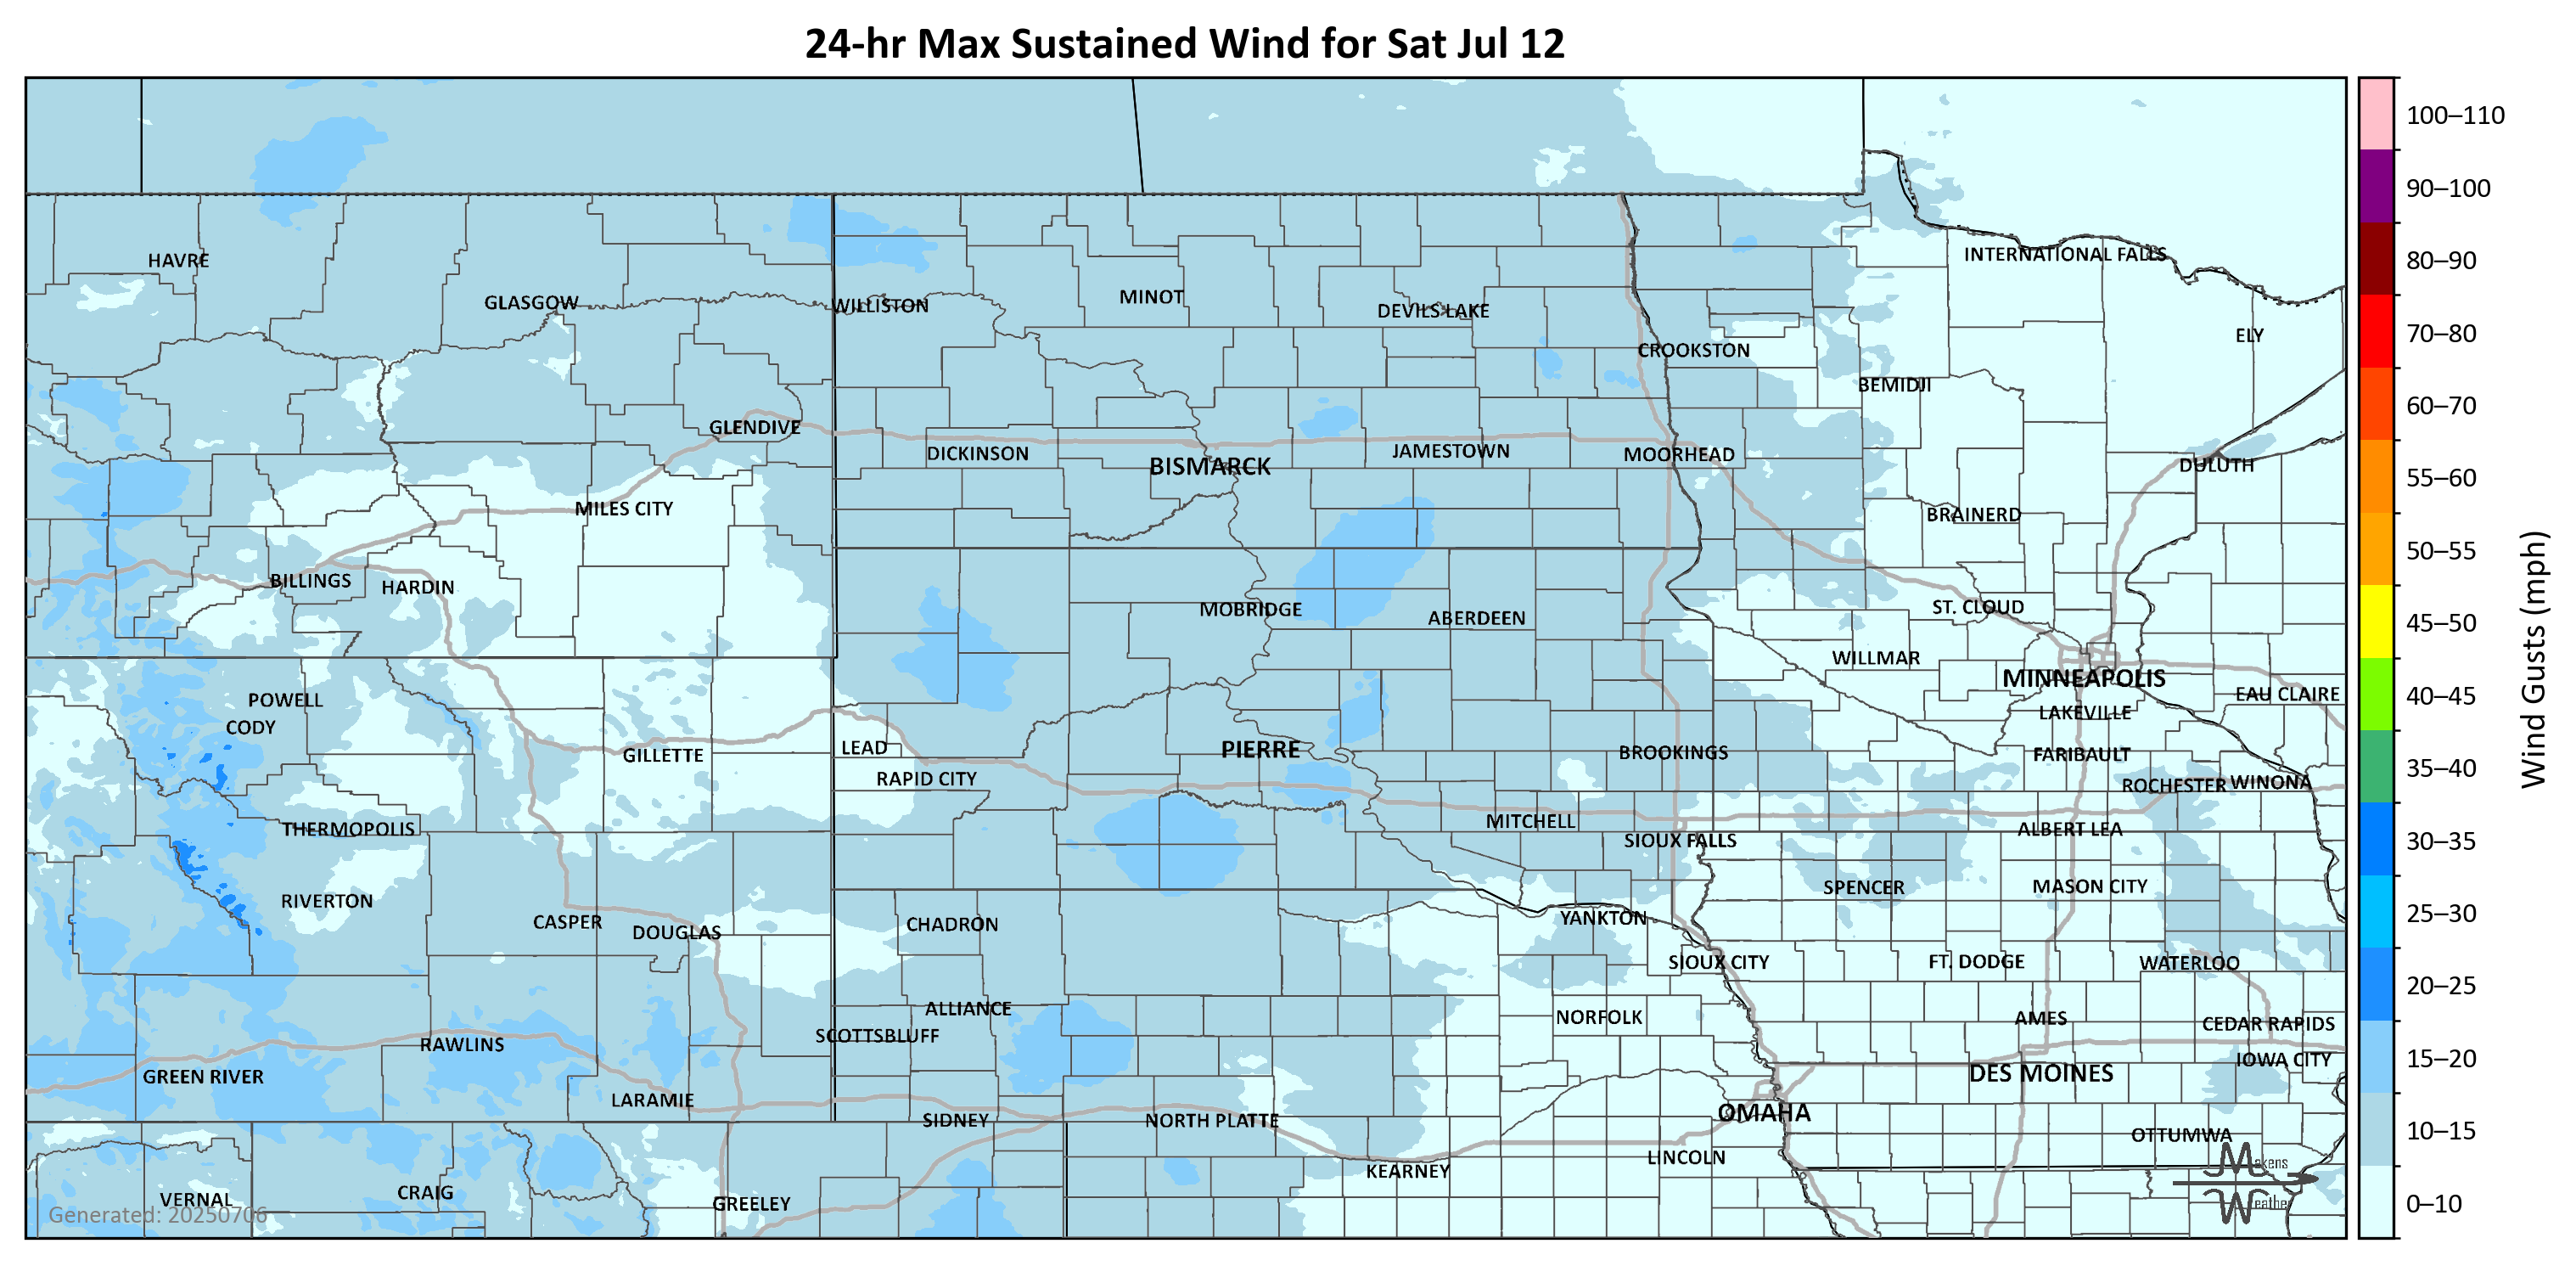 24-hr Max Sustained Wind for Sat Jul 12
HAVRE
GLASGOW
WILLISTON
MINOT
DEVILS LAKE
CROOKSTON
INTERNATIONAL FALLS
ELY
BEMIDJI
GLENDIVE
DICKINSON
BISMARCK
JAMESTOWN
MOORHEAD
DULUTH
MILES CITY
BRAINERD
BILLINGS
HARDIN
MOBRIDGE
ABERDEEN
ST. CLOUD
WILLMAR
MINNEAPOLIS
EAU CLAIRE
POWELL
CODY
LAKEVILLE
GILLETTE
LEAD
PIERRE
BROOKINGS
FARIBAULT
RAPID CITY
ROCHESTER
WINONA
THERMOPOLIS
MITCHELL
SIOUX FALLS
ALBERT LEA
RIVERTON
SPENCER
MASON CITY
CASPER
DOUGLAS
CHADRON
YANKTON
SIOUX CITY
FT. DODGE
WATERLOO
ALLIANCE
SCOTTSBLUFF
NORFOLK
AMES
CEDAR RAPIDS
RAWLINS
IOWA CITY
GREEN RIVER
DES MOINES
LARAMIE
SIDNEY
NORTH PLATTE
OMAHA
OTTUMWA
KEARNEY
LINCOLN
VERNAL
CRAIG
GREELEY
Generated: 20250706
Makens
Weather
100–110
90–100
80–90
70–80
60–70
55–60
50–55
45–50
40–45
35–40
30–35
25–30
20–25
15–20
10–15
0–10
Wind Gusts (mph)